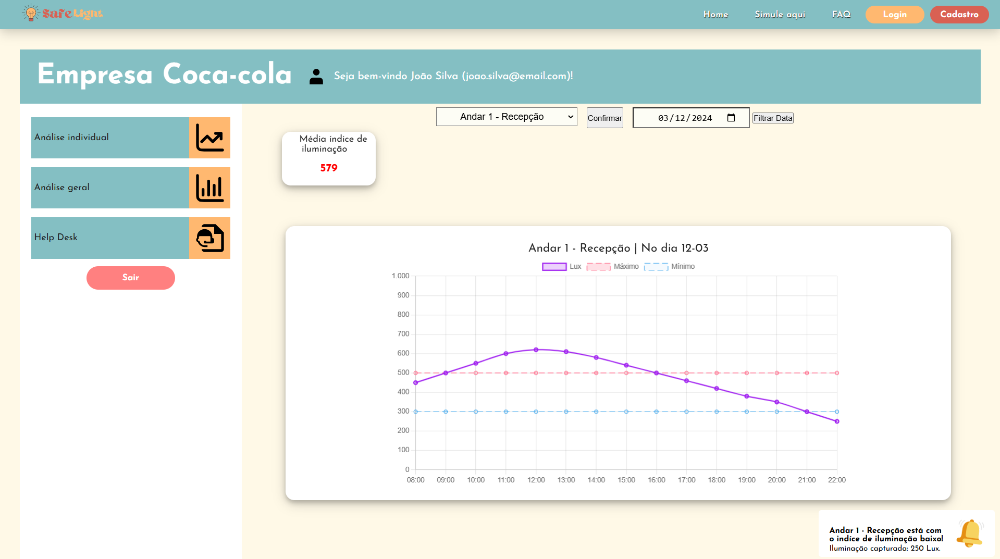 SafeLight
Home
Simule aqui
FAQ
Login
Cadastro
Empresa Coca-cola
Seja bem-vindo João Silva (joao.silva@email.com)!
Análise individual
Análise geral
Help Desk
Sair
Andar 1 - Recepção
Confirmar
03/12/2024
Filtrar Data
Média índice de
iluminação
579
Andar 1 - Recepção | No dia 12-03
Lux
Máximo
Mínimo
1.000
900
800
700
600
500
400
300
200
100
0
08:00
09:00
10:00
11:00
12:00
13:00
14:00
15:00
16:00
17:00
18:00
19:00
20:00
21:00
22:00
Andar 1 - Recepção está com
o indíce de iluminação baixo!
Iluminação capturada: 250 Lux.